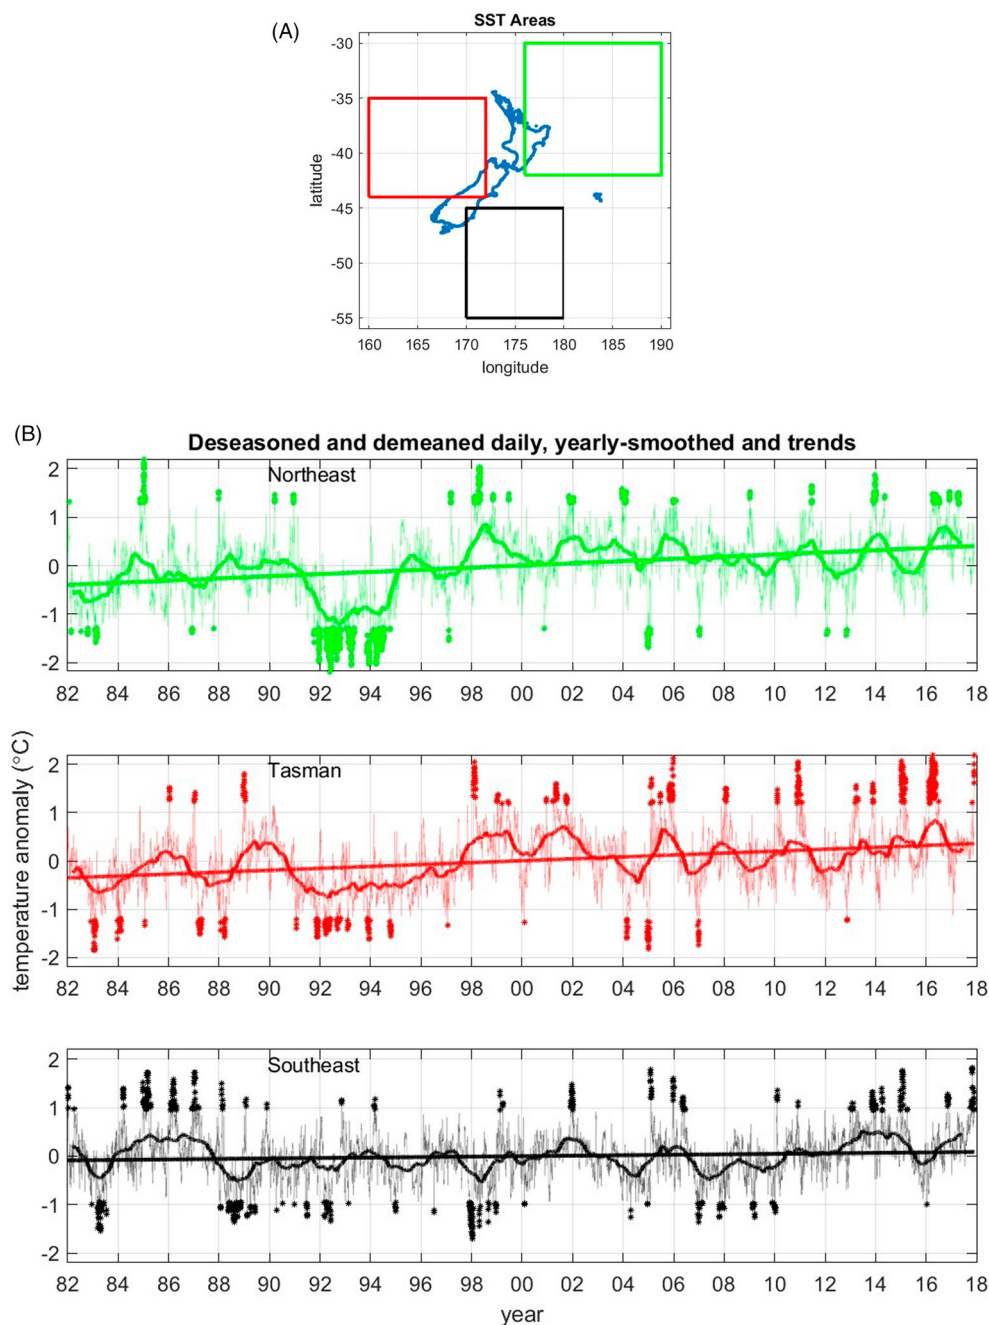 (A)
SST Areas
-30
-35
-40
-45
-50
-55
latitude
160 165 170 175 180 185 190
longitude
(B)
Deseasoned and demeaned daily, yearly-smoothed and trends
temperature anomaly (°C)
Northeast
2
1
0
-1
-2
82 84 86 88 90 92 94 96 98 00 02 04 06 08 10 12 14 16 18
Tasman
2
1
0
-1
-2
82 84 86 88 90 92 94 96 98 00 02 04 06 08 10 12 14 16 18
Southeast
2
1
0
-1
-2
82 84 86 88 90 92 94 96 98 00 02 04 06 08 10 12 14 16 18
year